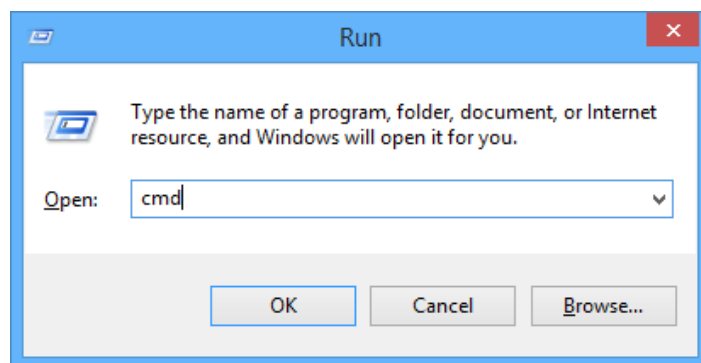 Run
Type the name of a program, folder, document, or Internet
resource, and Windows will open it for you.
Open: cmd
OK Cancel Browse...